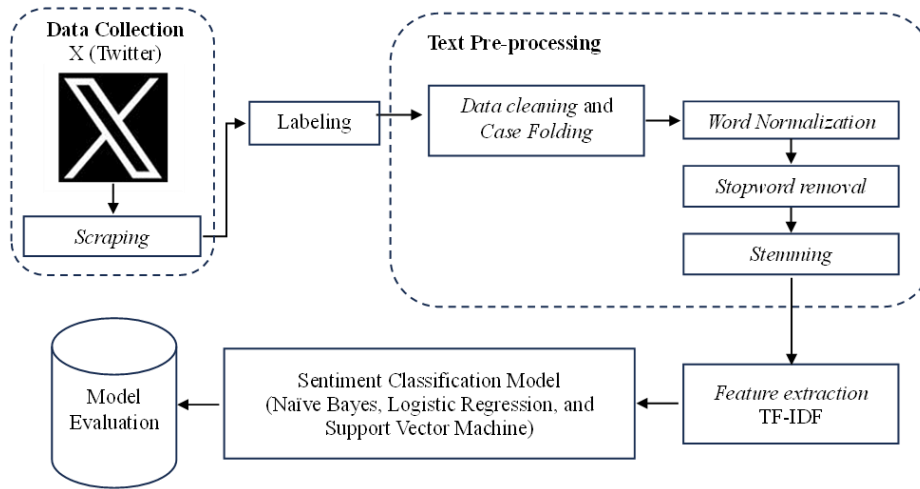 Data Collection
X (Twitter)
Scraping
Labeling
Text Pre-processing
Data cleaning and
Case Folding
Word Normalization
Stopword removal
Stemming
Feature extraction
TF-IDF
Sentiment Classification Model
(Naïve Bayes, Logistic Regression, and
Support Vector Machine)
Model
Evaluation